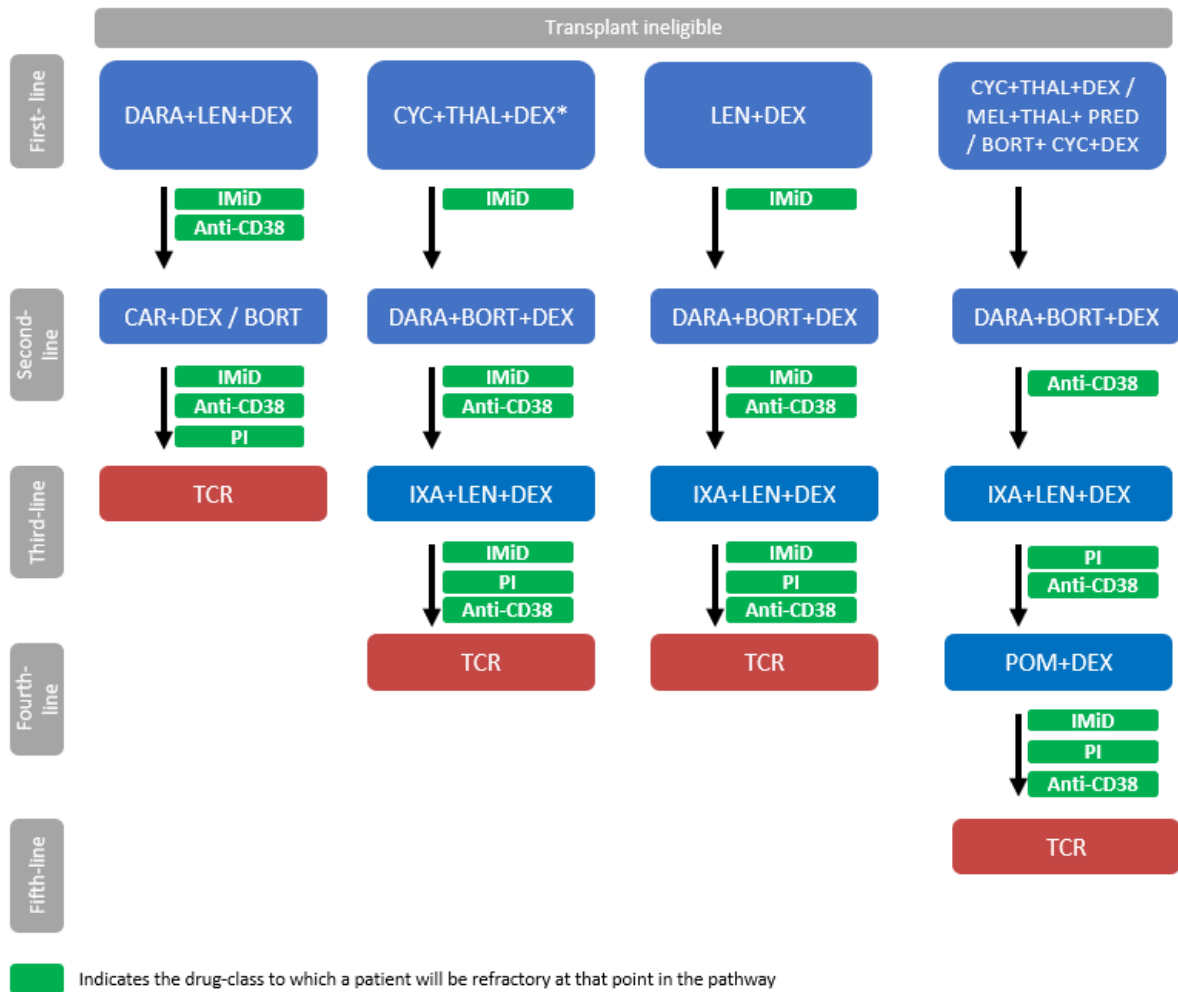 Transplant ineligible
First- line
DARA+LEN+DEX
CYC+THAL+DEX*
LEN+DEX
CYC+THAL+DEX /
MEL+THAL+ PRED
/ BORT+ CYC+DEX
IMiD
Anti-CD38
IMiD
IMiD
Second-
line
CAR+DEX / BORT
DARA+BORT+DEX
DARA+BORT+DEX
DARA+BORT+DEX
IMiD
Anti-CD38
PI
IMiD
Anti-CD38
IMiD
Anti-CD38
Anti-CD38
Third-line
TCR
IXA+LEN+DEX
IXA+LEN+DEX
IXA+LEN+DEX
IMiD
PI
Anti-CD38
IMiD
PI
Anti-CD38
PI
Anti-CD38
Fourth-
line
TCR
TCR
POM+DEX
IMiD
PI
Anti-CD38
Fifth-line
TCR
Indicates the drug-class to which a patient will be refractory at that point in the pathway